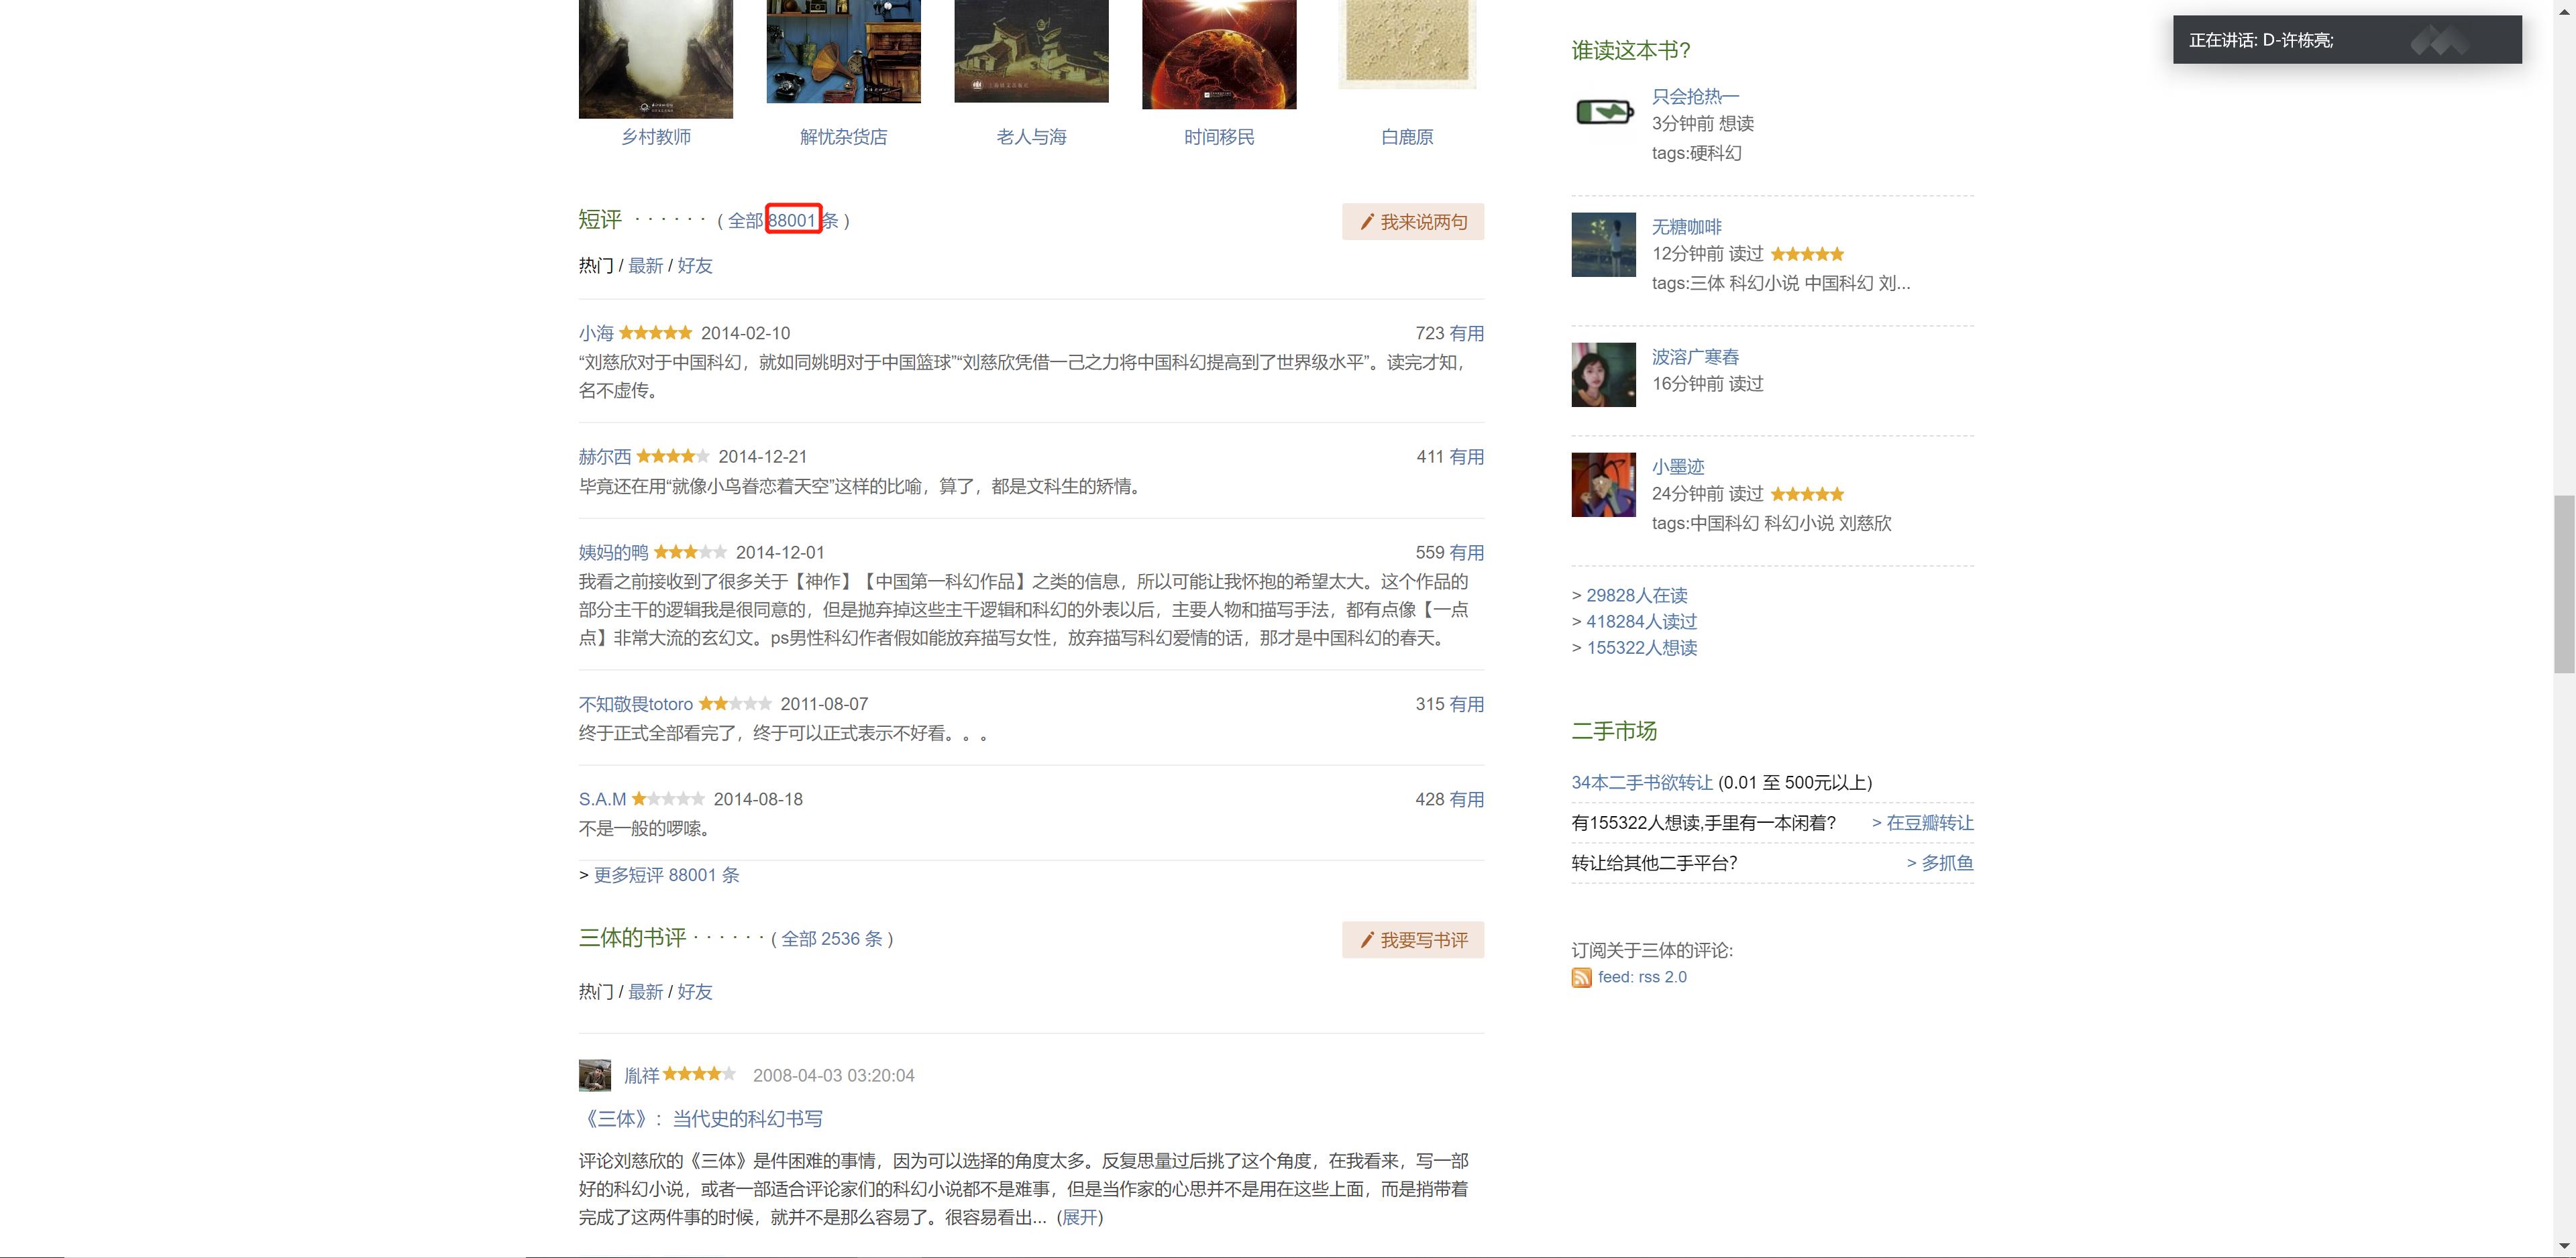 乡村教师
解忧杂货店
老人与海
时间移民
白鹿原
短评 · · · · · · ( 全部 88001 条 )
我来说两句
热门 / 最新 / 好友
小海 2014-02-10
723 有用
“刘慈欣对于中国科幻，就如同姚明对于中国篮球”“刘慈欣凭借一己之力将中国科幻提高到了世界级水平”。读完才知，
名不虚传。
赫尔西 2014-12-21
411 有用
毕竟还在用“就像小鸟眷恋着天空”这样的比喻，算了，都是文科生的矫情。
姨妈的鸭 2014-12-01
559 有用
我看之前接收到了很多关于【神作】【中国第一科幻作品】之类的信息，所以可能让我怀抱的希望太大。这个作品的
部分主干的逻辑我是很同意的，但是抛弃掉这些主干逻辑和科幻的外表以后，主要人物和描写手法，都有点像【一点
点】非常大流的玄幻文。ps男性科幻作者假如能放弃描写女性，放弃描写科幻爱情的话，那才是中国科幻的春天。
不知敬畏totoro 2011-08-07
315 有用
终于正式全部看完了，终于可以正式表示不好看。。。
S.A.M 2014-08-18
428 有用
不是一般的啰嗦。
> 更多短评 88001 条
三体的书评 · · · · · · ( 全部 2536 条 )
我要写书评
热门 / 最新 / 好友
胤祥 2008-04-03 03:20:04
《三体》：当代史的科幻书写
评论刘慈欣的《三体》是件困难的事情，因为可以选择的角度太多。反复思量过后挑了这个角度，在我看来，写一部
好的科幻小说，或者一部适合评论家们的科幻小说都不是难事，但是当作家的心思并不是用在这些上面，而是捎带着
完成了这两件事的时候，就并不是那么容易了。很容易看出... (展开)
谁读这本书?
只会抢热一
3分钟前 想读
tags:硬科幻
无糖咖啡
12分钟前 读过
tags:三体 科幻小说 中国科幻 刘...
波溶广寒春
16分钟前 读过
小墨迹
24分钟前 读过
tags:中国科幻 科幻小说 刘慈欣
> 29828人在读
> 418284人读过
> 155322人想读
二手市场
34本二手书欲转让 (0.01 至 500元以上)
有155322人想读,手里有一本闲着?
> 在豆瓣转让
转让给其他二手平台?
> 多抓鱼
订阅关于三体的评论:
feed: rss 2.0
正在讲话: D-许栋亮;